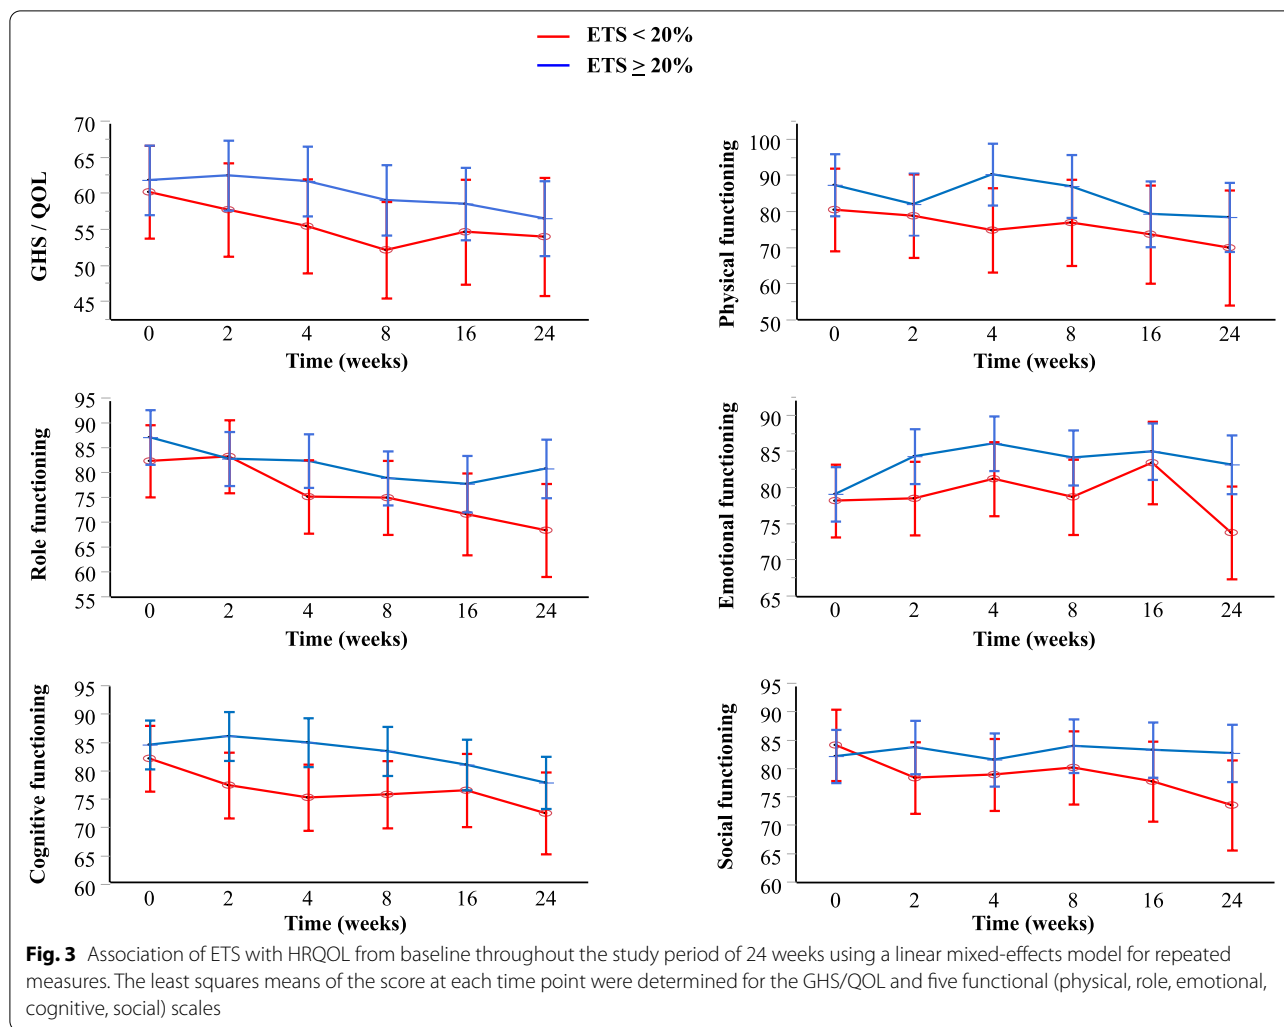 ETS < 20%
ETS ≥ 20%
GHS / QOL
70
65
60
55
50
45
0 2 4 8 16 24
Time (weeks)
Physical functioning
100
90
80
70
60
50
0 2 4 8 16 24
Time (weeks)
Role functioning
95
90
85
80
75
70
65
60
55
0 2 4 8 16 24
Time (weeks)
Emotional functioning
90
85
80
75
70
65
0 2 4 8 16 24
Time (weeks)
Cognitive functioning
95
90
85
80
75
70
65
60
0 2 4 8 16 24
Time (weeks)
Social functioning
95
90
85
80
75
70
65
60
0 2 4 8 16 24
Time (weeks)
Fig. 3 Association of ETS with HRQOL from baseline throughout the study period of 24 weeks using a linear mixed-effects model for repeated
measures. The least squares means of the score at each time point were determined for the GHS/QOL and five functional (physical, role, emotional,
cognitive, social) scales